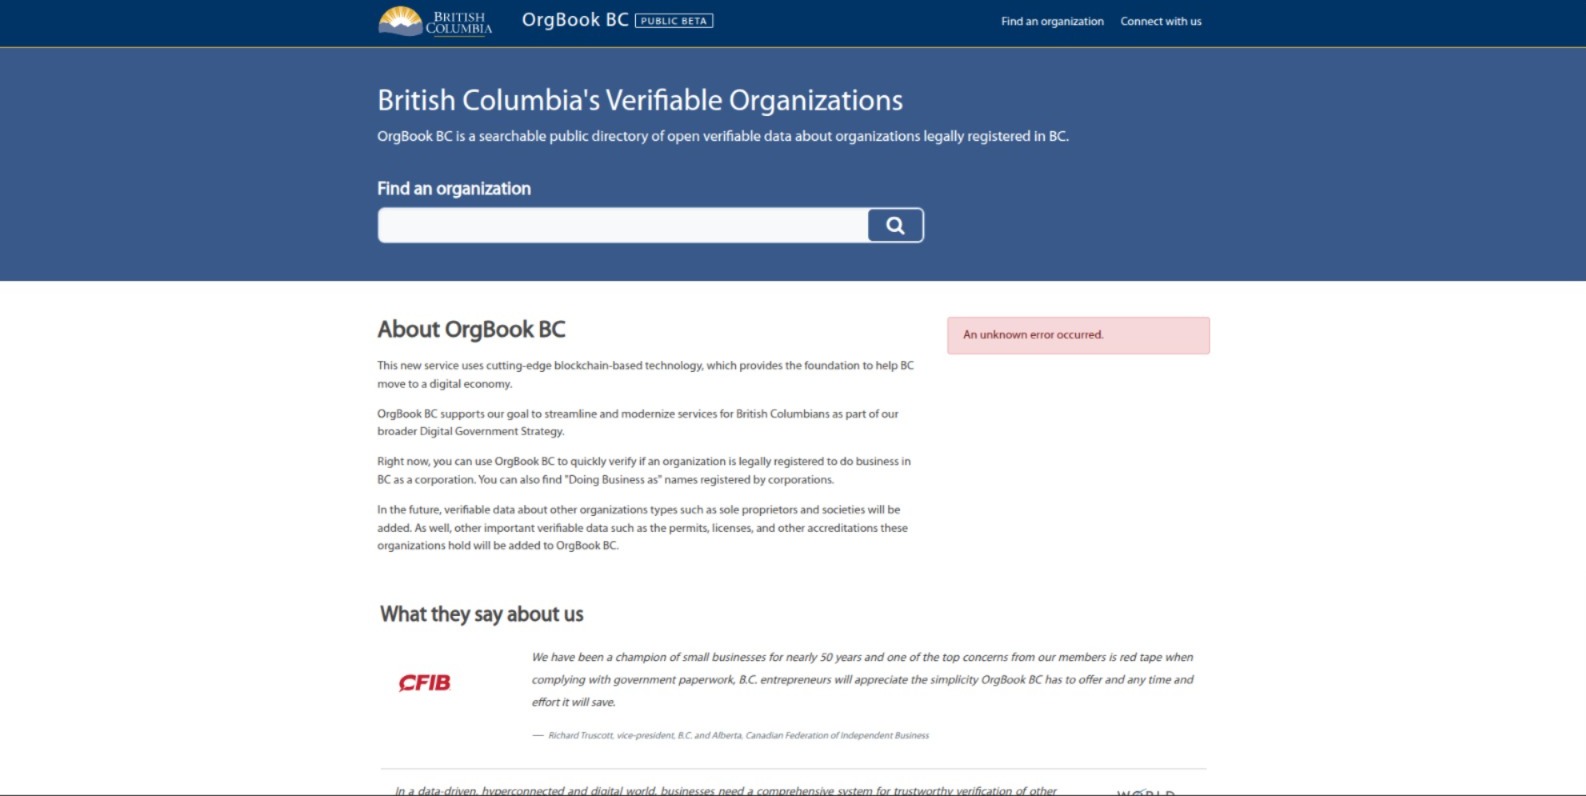 BRITISH
COLUMBIA
OrgBook BC PUBLIC BETA
Find an organization Connect with us
British Columbia's Verifiable Organizations
OrgBook BC is a searchable public directory of open verifiable data about organizations legally registered in BC.
Find an organization
About OrgBook BC
This new service uses cutting-edge blockchain-based technology, which provides the foundation to help BC
move to a digital economy.
OrgBook BC supports our goal to streamline and modernize services for British Columbians as part of our
broader Digital Government Strategy.
Right now, you can use OrgBook BC to quickly verify if an organization is legally registered to do business in
BC as a corporation. You can also find "Doing Business as" names registered by corporations.
In the future, verifiable data about other organizations types such as sole proprietors and societies will be
added. As well, other important verifiable data such as the permits, licenses, and other accreditations these
organizations hold will be added to OrgBook BC.
An unknown error occurred.
What they say about us
CFIB
We have been a champion of small businesses for nearly 50 years and one of the top concerns from our members is red tape when
complying with government paperwork, B.C. entrepreneurs will appreciate the simplicity OrgBook BC has to offer and any time and
effort it will save.
— Richard Truscott, vice-president, B.C. and Alberta, Canadian Federation of Independent Business
In a data-driven, hyperconnected and digital world, businesses need a comprehensive system for trustworthy verification of other
WORLD